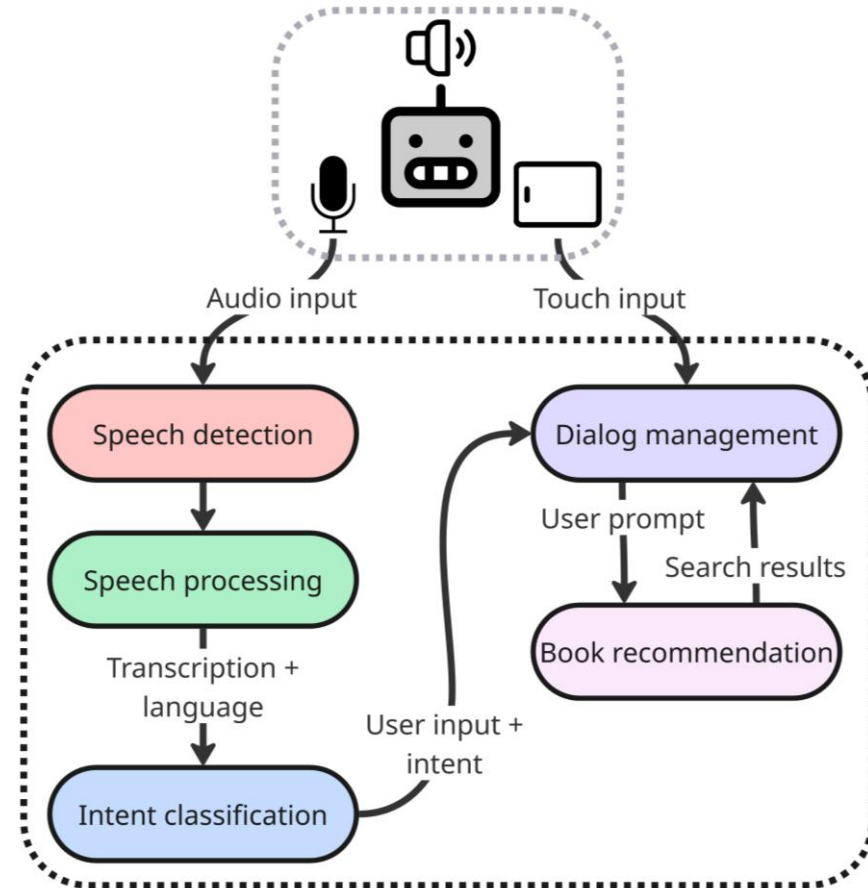 Audio input
Touch input
Speech detection
Dialog management
User prompt
Search results
Speech processing
Book recommendation
Transcription +
language
User input +
intent
Intent classification